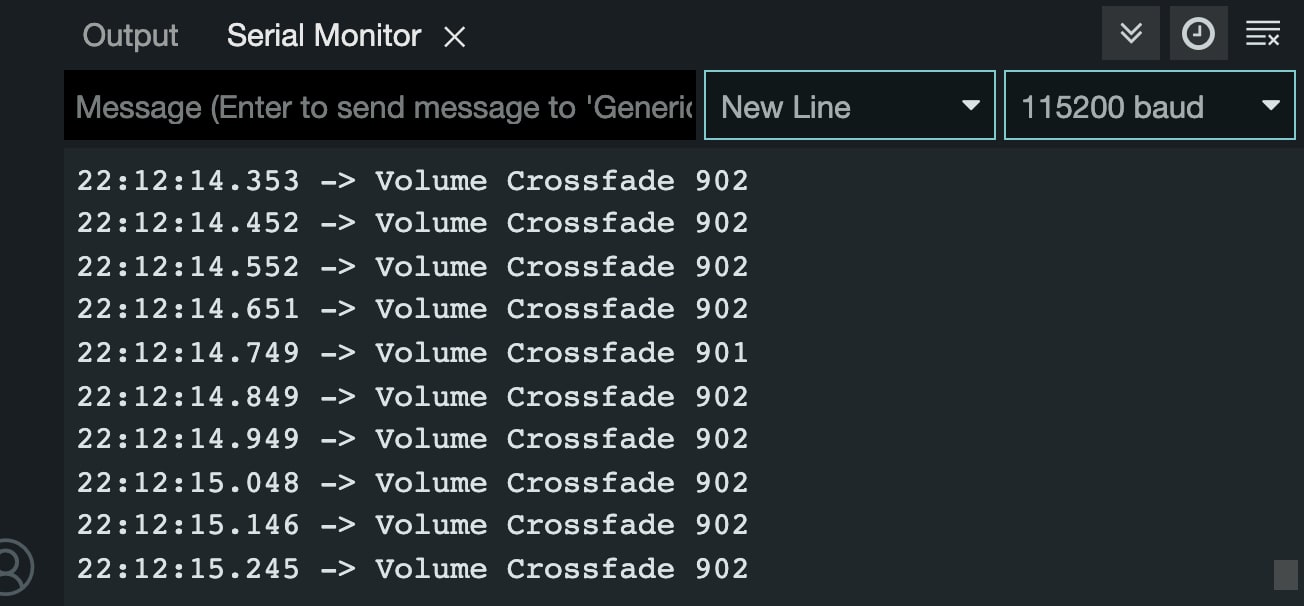 Output Serial Monitor
Message (Enter to send message to 'Generic New Line 115200 baud
22:12:14.353 -> Volume Crossfade 902
22:12:14.452 -> Volume Crossfade 902
22:12:14.552 -> Volume Crossfade 902
22:12:14.651 -> Volume Crossfade 902
22:12:14.749 -> Volume Crossfade 901
22:12:14.849 -> Volume Crossfade 902
22:12:14.949 -> Volume Crossfade 902
22:12:15.048 -> Volume Crossfade 902
22:12:15.146 -> Volume Crossfade 902
22:12:15.245 -> Volume Crossfade 902